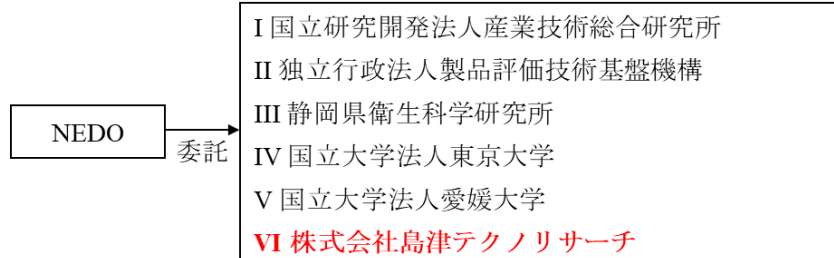 NEDO
委託
I 国立研究開発法人産業技術総合研究所
II 独立行政法人製品評価技術基盤機構
III 静岡県衛生科学研究所
IV 国立大学法人東京大学
V 国立大学法人愛媛大学
VI 株式会社島津テクノリサーチ